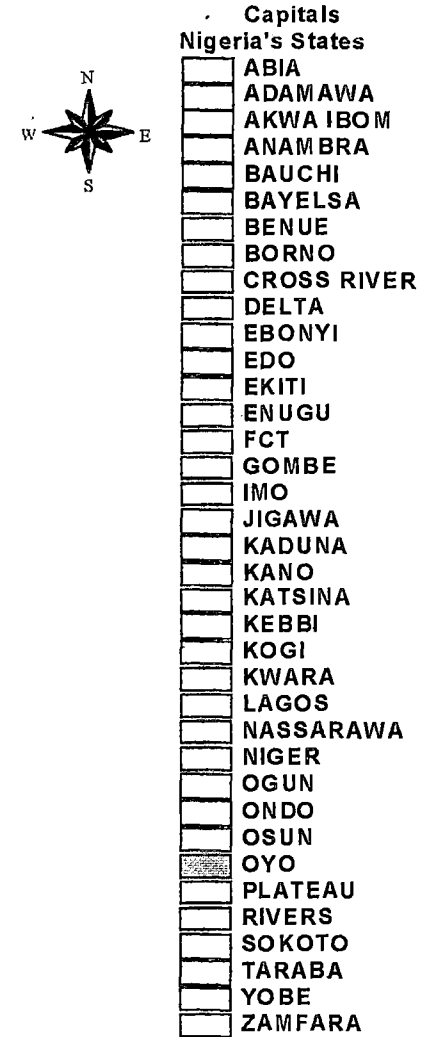 Capitals
Nigeria's States
N
W E
S
ABIA
ADAMAWA
AKWA IBOM
ANAMBRA
BAUCHI
BAYELSA
BENUE
BORNO
CROSS RIVER
DELTA
EBONYI
EDO
EKITI
ENUGU
FCT
GOMBE
IMO
JIGAWA
KADUNA
KANO
KATSINA
KEBBI
KOGI
KWARA
LAGOS
NASSARAWA
NIGER
OGUN
ONDO
OSUN
OYO
PLATEAU
RIVERS
SOKOTO
TARABA
YOBE
ZAMFARA